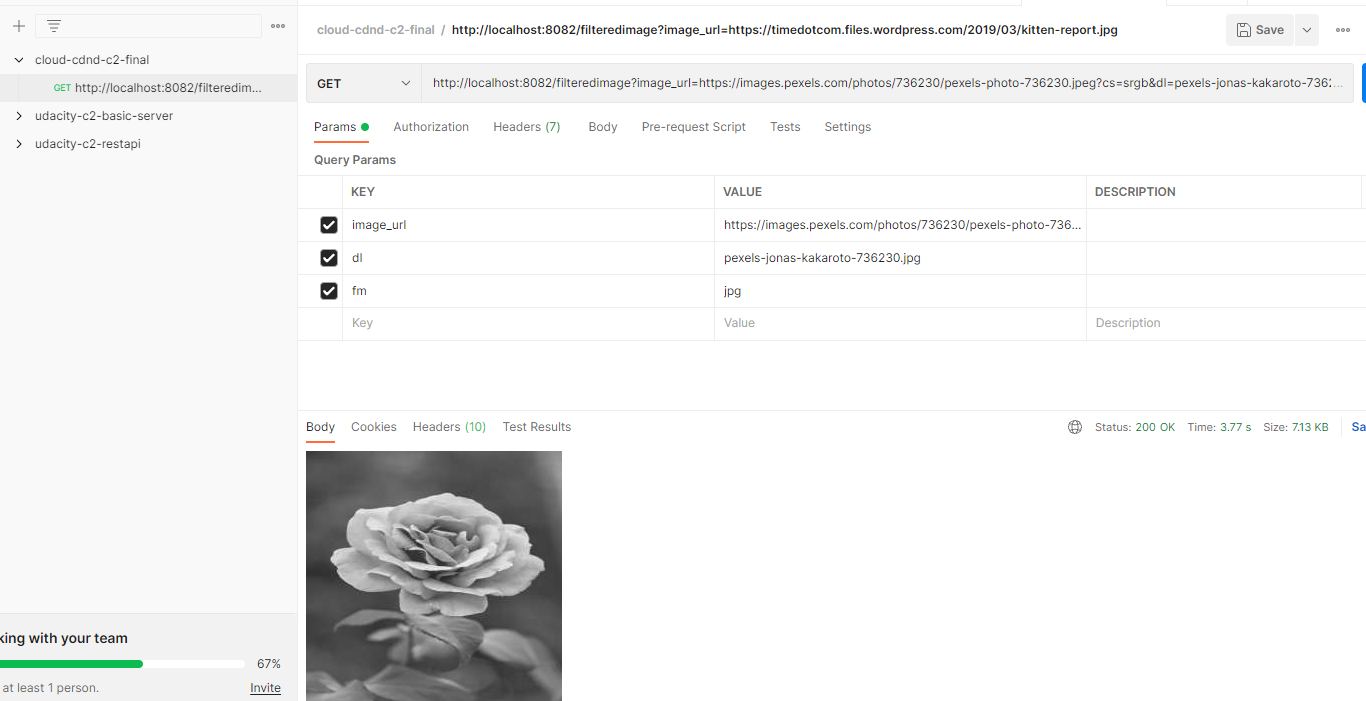 cloud-cdnd-c2-final / http://localhost:8082/filteredimage?image_url=https://timedotcom.files.wordpress.com/2019/03/kitten-report.jpg
Save
cloud-cdnd-c2-final
GET http://localhost:8082/filteredim...
udacity-c2-basic-server
udacity-c2-restapi
GET http://localhost:8082/filteredimage?image_url=https://images.pexels.com/photos/736230/pexels-photo-736230.jpeg?cs=srgb&dl=pexels-jonas-kakaroto-7362...
Params Authorization Headers (7) Body Pre-request Script Tests Settings
Query Params
KEY VALUE DESCRIPTION
image_url https://images.pexels.com/photos/736230/pexels-photo-736...
dl pexels-jonas-kakaroto-736230.jpg
fm jpg
Key Value Description
Body Cookies Headers (10) Test Results
Status: 200 OK Time: 3.77 s Size: 7.13 KB Sa
king with your team
67%
at least 1 person. Invite